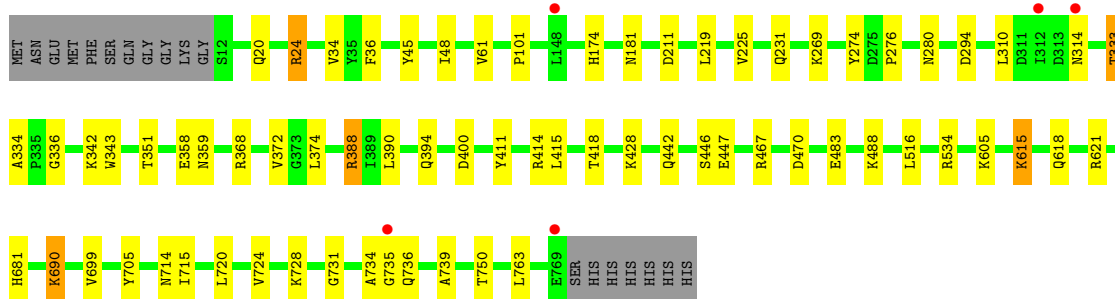 MET ASN GLU MET PHE SER GLN GLY GLY LYS GLY S12 Q20 R24 V34 Y35 F36 Y45 I48 V61 P101 L148 H174 N181 D211 L219 V225 Q231 K269 Y274 D275 P276 N280 D294 L310 D311 I312 D313 N314 T333
A334 P335 G336 K342 W343 T351 E358 N359 R368 V372 G373 L374 R388 I389 L390 Q394 D400 Y411 R414 L415 T418 K428 Q442 S446 E447 R467 D470 E483 K488 L516 R534 K605 K615 Q618 R621
H681 K690 V699 Y705 N714 I715 L720 V724 K728 G731 A734 G735 Q736 A739 T750 L763 E769 SER HIS HIS HIS HIS HIS HIS